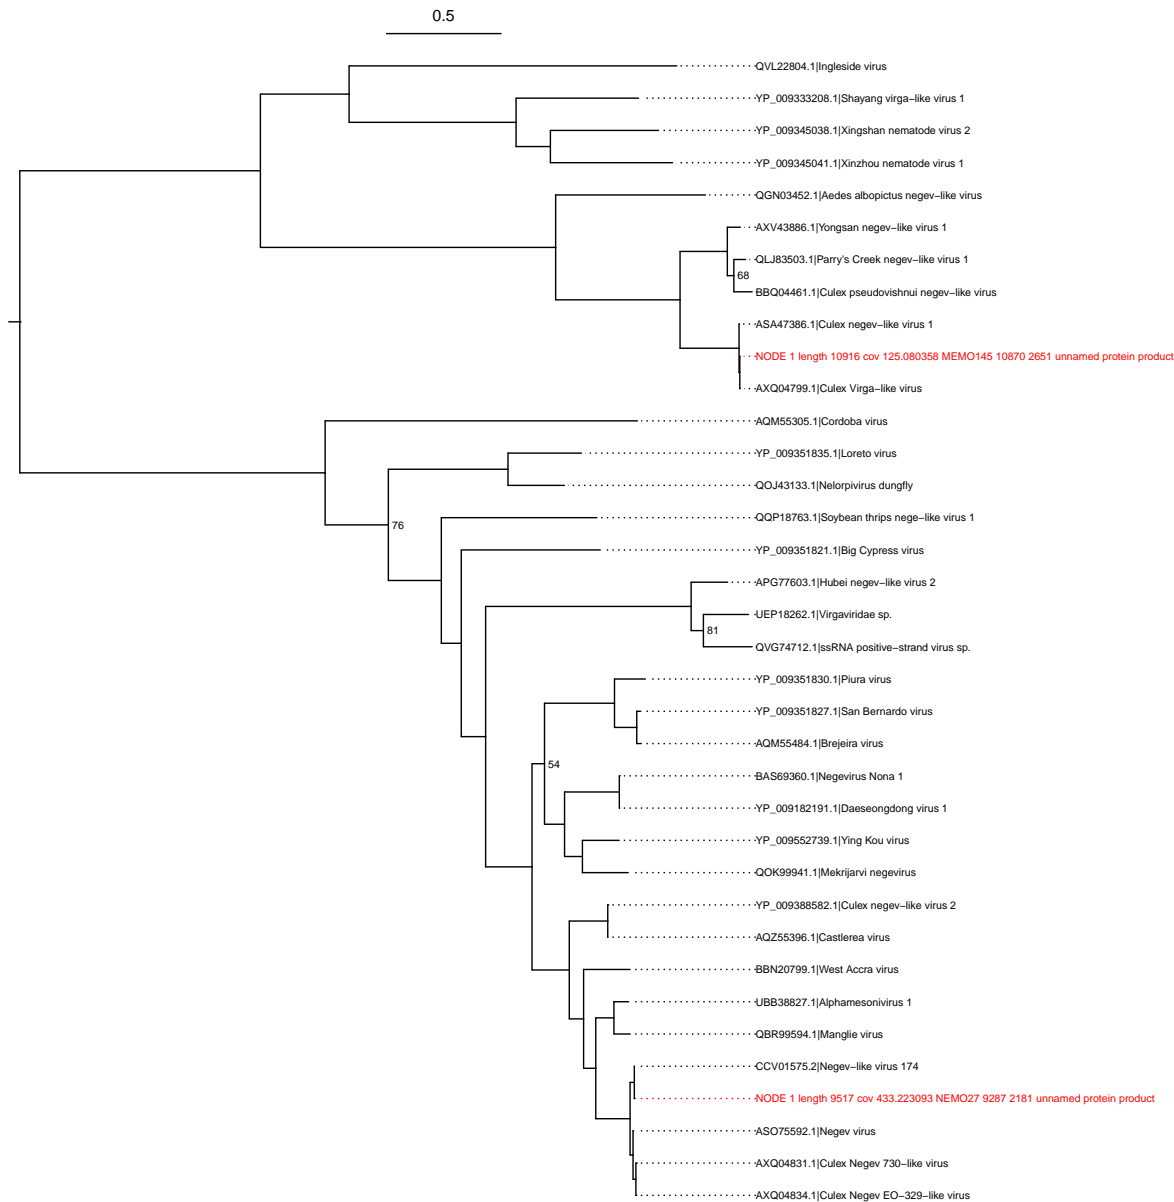 0.5
QVL22804.1|Ingleside virus
YP_009333208.1|Shayang virga−like virus 1
YP_009345038.1|Xingshan nematode virus 2
YP_009345041.1|Xinzhou nematode virus 1
QGN03452.1|Aedes albopictus negev−like virus
AXV43886.1|Yongsan negev−like virus 1
QLJ83503.1|Parry's Creek negev−like virus 1
68
BBQ04461.1|Culex pseudovishnui negev−like virus
ASA47386.1|Culex negev−like virus 1
NODE 1 length 10916 cov 125.080358 MEMO145 10870 2651 unnamed protein product
AXQ04799.1|Culex Virga−like virus
AQM55305.1|Cordoba virus
YP_009351835.1|Loreto virus
QOJ43133.1|Nelorpivirus dungfly
QQP18763.1|Soybean thrips nege−like virus 1
76
YP_009351821.1|Big Cypress virus
APG77603.1|Hubei negev−like virus 2
UEP18262.1|Virgaviridae sp.
81
QVG74712.1|ssRNA positive−strand virus sp.
YP_009351830.1|Piura virus
YP_009351827.1|San Bernardo virus
AQM55484.1|Brejeira virus
54
BAS69360.1|Negevirus Nona 1
YP_009182191.1|Daeseongdong virus 1
YP_009552739.1|Ying Kou virus
QOK99941.1|Mekrijarvi negevirus
YP_009388582.1|Culex negev−like virus 2
AQZ55396.1|Castlerea virus
BBN20799.1|West Accra virus
UBB38827.1|Alphamesonivirus 1
QBR99594.1|Manglie virus
CCV01575.2|Negev−like virus 174
NODE 1 length 9517 cov 433.223093 NEMO27 9287 2181 unnamed protein product
ASO75592.1|Negev virus
AXQ04831.1|Culex Negev 730−like virus
AXQ04834.1|Culex Negev EO−329−like virus